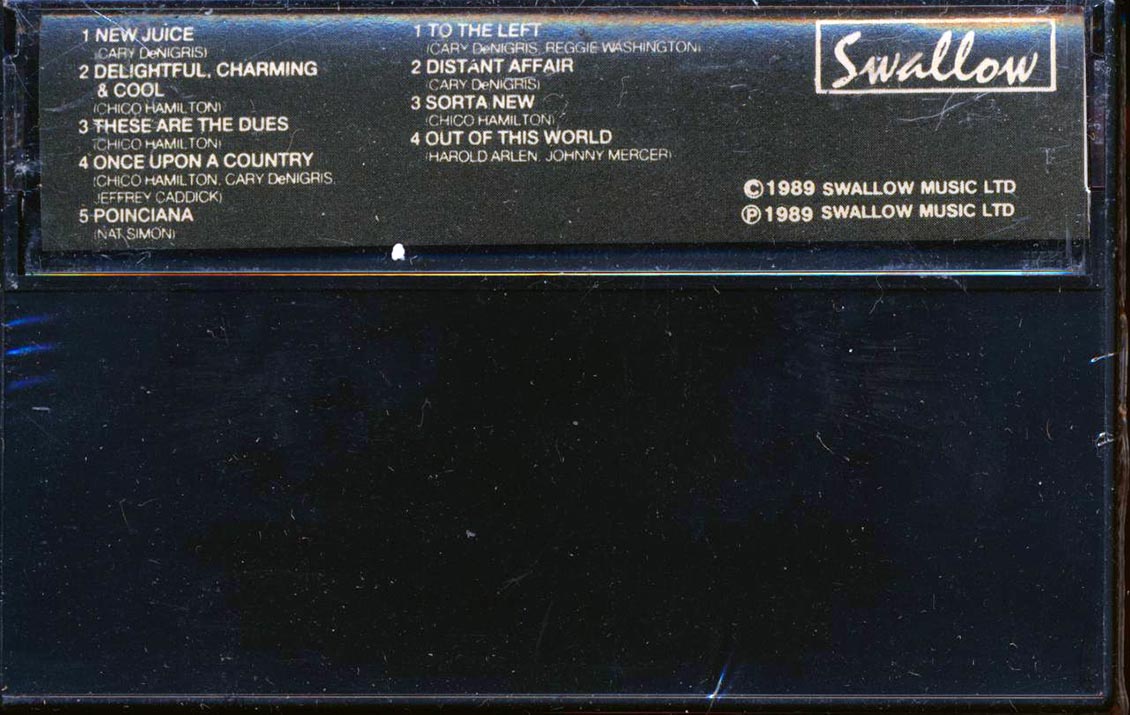 1 NEW JUICE
(CARY DeNIGRIS)
2 DELIGHTFUL, CHARMING
& COOL
(CHICO HAMILTON)
3 THESE ARE THE DUES
(CHICO HAMILTON)
4 ONCE UPON A COUNTRY
(CHICO HAMILTON, CARY DeNIGRIS,
JEFFREY CADDICK)
5 POINCIANA
(NAT SIMON)
1 TO THE LEFT
(CARY DeNIGRIS, REGGIE WASHINGTON)
2 DISTANT AFFAIR
(CARY DeNIGRIS)
3 SORTA NEW
(CHICO HAMILTON)
4 OUT OF THIS WORLD
(HAROLD ARLEN, JOHNNY MERCER)
Swallow
©1989 SWALLOW MUSIC LTD
℗1989 SWALLOW MUSIC LTD